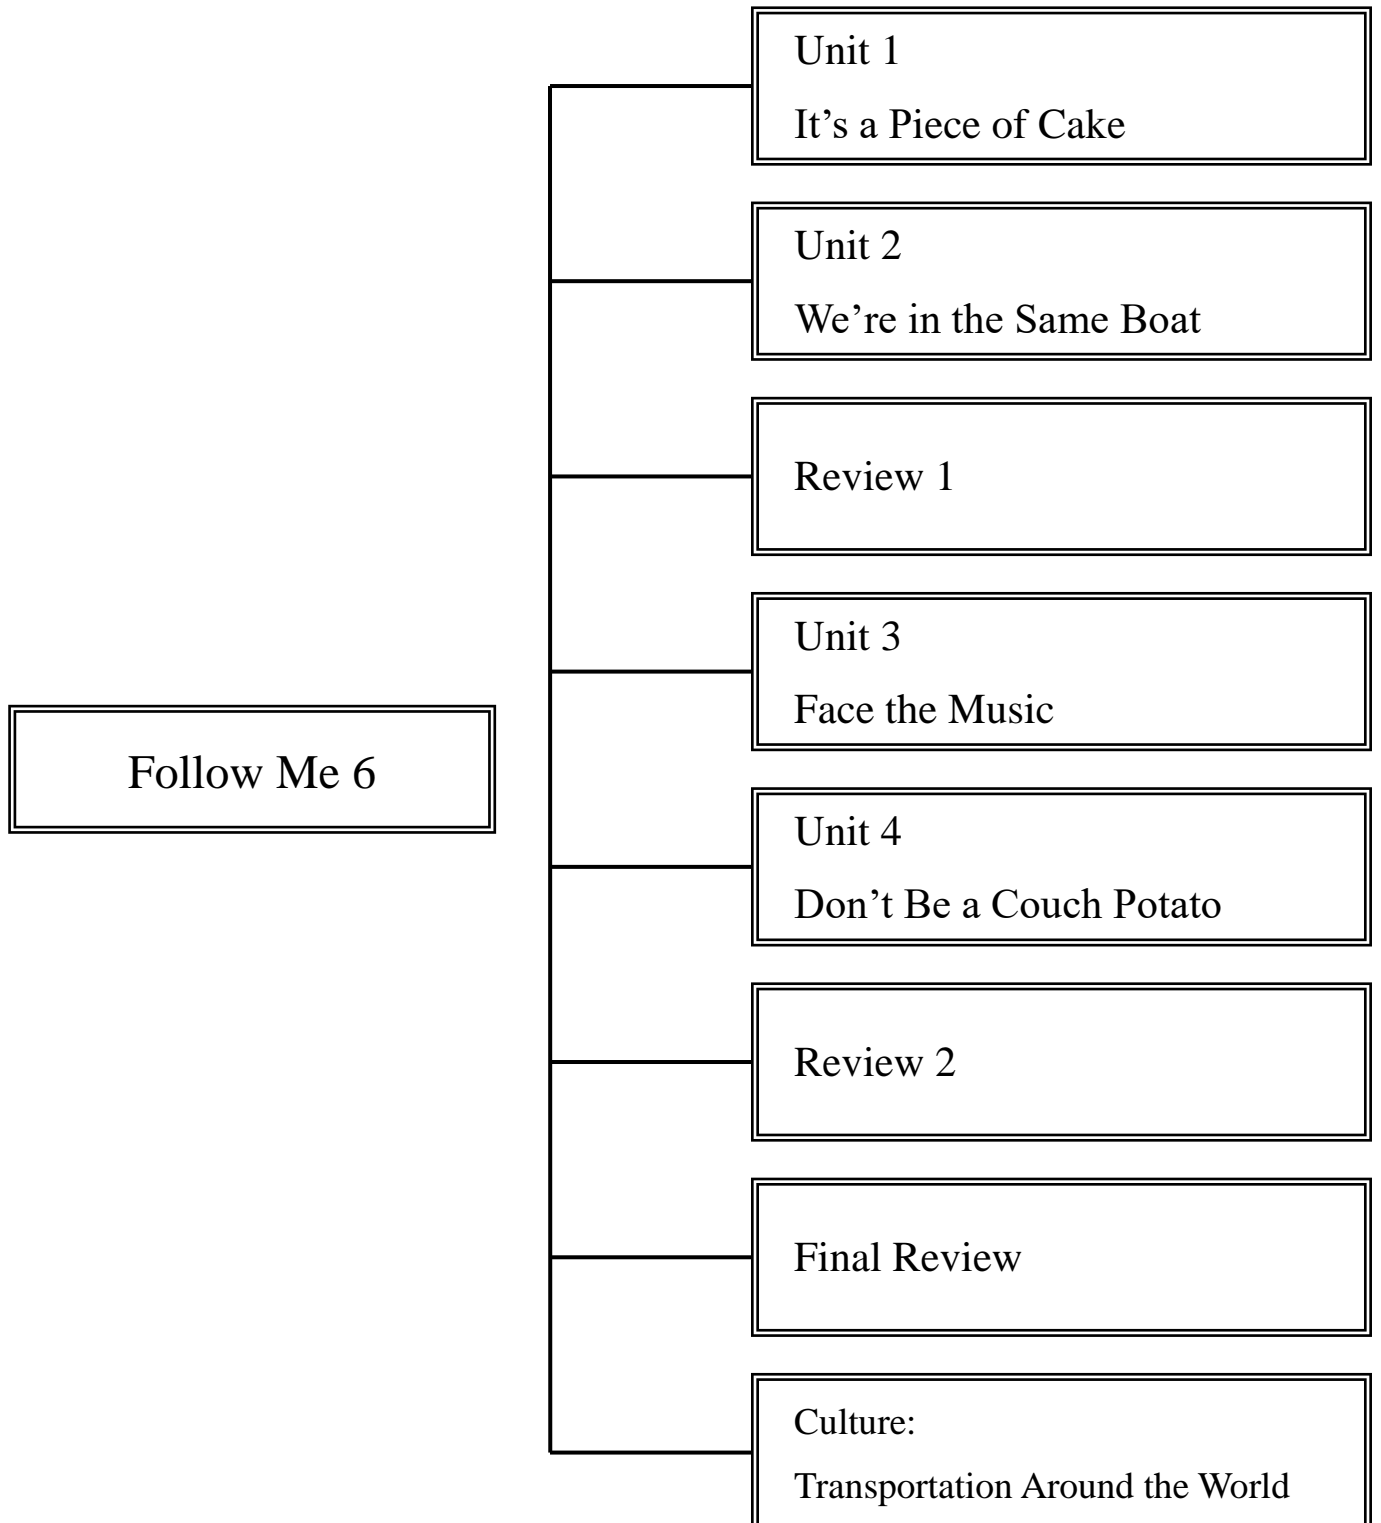 Follow Me 6
Unit 1
It’s a Piece of Cake
Unit 2
We’re in the Same Boat
Review 1
Unit 3
Face the Music
Unit 4
Don’t Be a Couch Potato
Review 2
Final Review
Culture:
Transportation Around the World